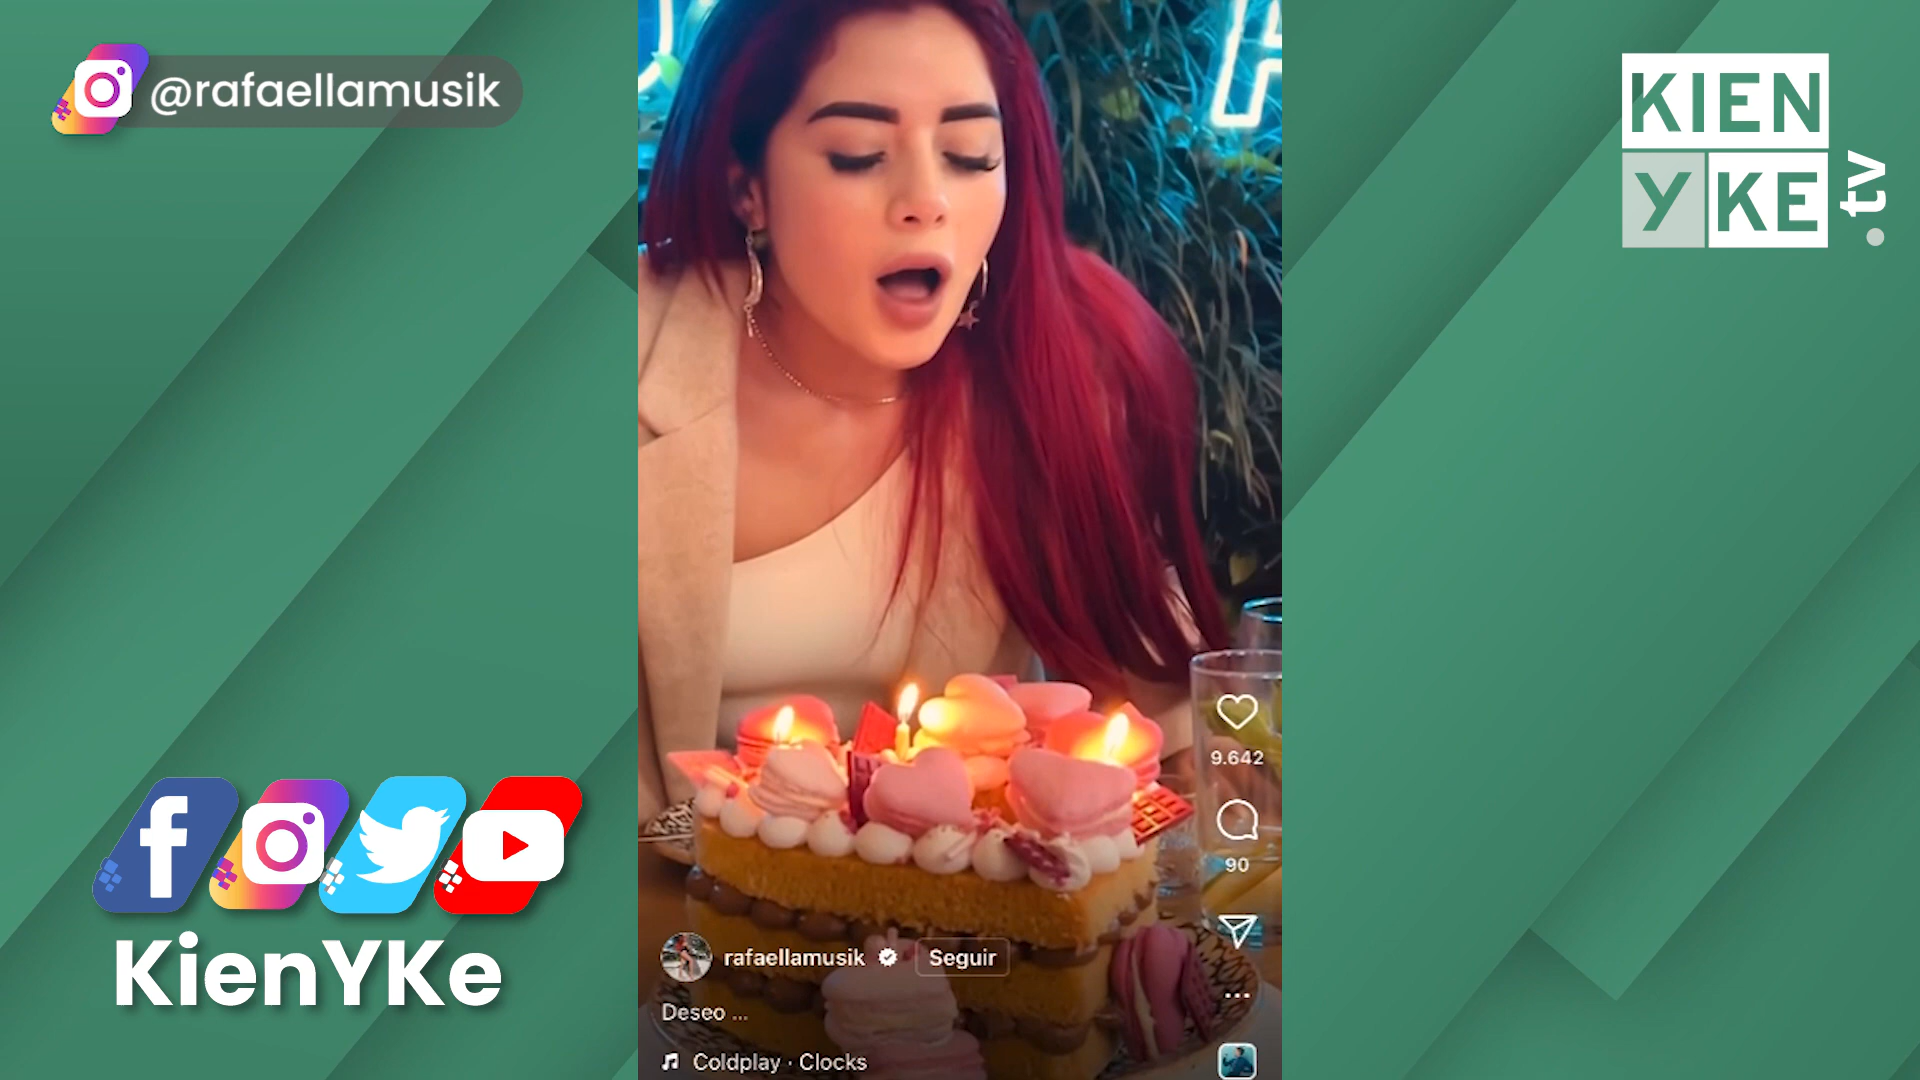 @rafaellamusik
KIEN
YKE
.tv
9.642
90
rafaellamusik
Seguir
Deseo ...
Coldplay · Clocks
KienYKe